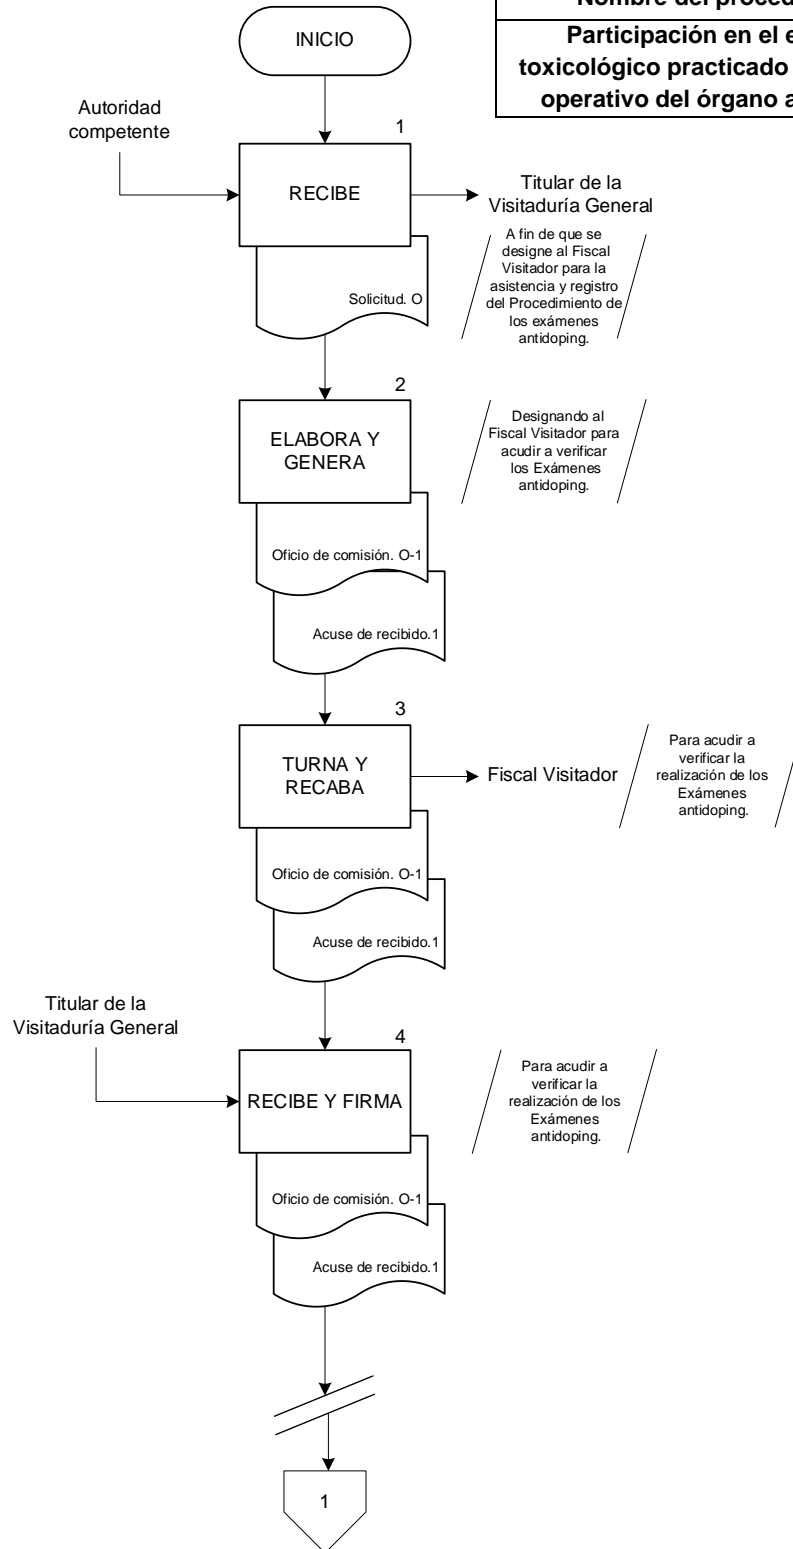 Nombre del proced
Participación en el e
toxicológico practicado
operativo del órgano a
INICIO
Autoridad
competente
1
RECIBE
Titular de la
Visitaduría General
A fin de que se
designe al Fiscal
Visitador para la
asistencia y registro
del Procedimiento de
los exámenes
antidoping.
Solicitud. O
2
ELABORA Y
GENERA
Designando al
Fiscal Visitador para
acudir a verificar
los Exámenes
antidoping.
Oficio de comisión. O-1
Acuse de recibido.1
3
TURNA Y
RECABA
Fiscal Visitador
Para acudir a
verificar la
realización de los
Exámenes
antidoping.
Oficio de comisión. O-1
Acuse de recibido.1
Titular de la
Visitaduría General
4
RECIBE Y FIRMA
Para acudir a
verificar la
realización de los
Exámenes
antidoping.
Oficio de comisión. O-1
Acuse de recibido.1
1